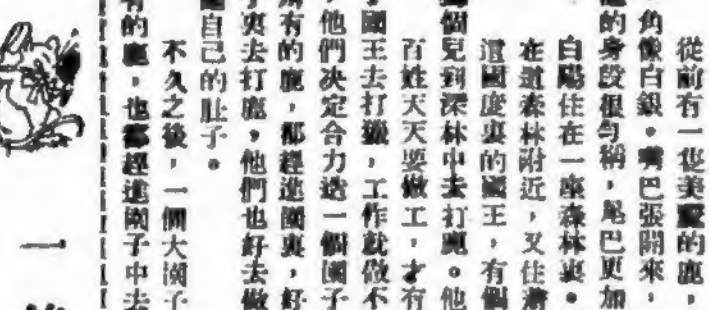 從前有一隻美麗的鹿,
角像白銀。嘴巴張開來,
的身段很勻稱,尾巴更加
白鹿住在一座森林裏。
在這森林附近,又住著
這國度裏的國王,有個
個兒到深林中去打鹿。他
百姓天天要做工,才有
國王去打獵,工作就做不
,他們决定合力造一個園子
有的鹿,都趕進園裏,好
裏去打鹿。他們也好去做
自己的肚子。
不久之後,一個大園子
有的鹿,也都趕進園子中去
一